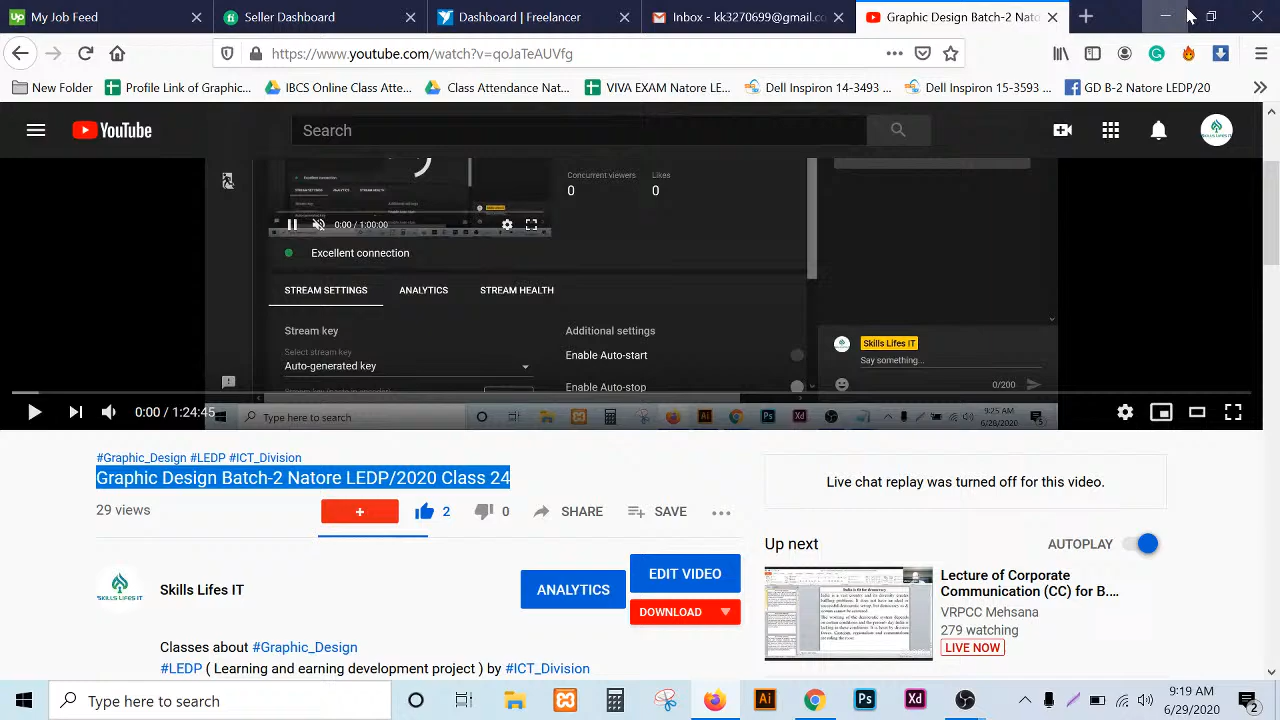 My Job Feed
Seller Dashboard
Dashboard | Freelancer
Inbox - kk3270699@gmail.co
Graphic Design Batch-2 Nato
https://www.youtube.com/watch?v=qoJaTeAUVfg
New Folder
Profile Link of Graphic...
IBCS Online Class Atte...
Class Attendance Nat...
VIVA EXAM Natore LE...
Dell Inspiron 14-3493 ...
Dell Inspiron 15-3593 ...
GD B-2 Natore LEDP/20
YouTube
Search
Concurrent viewers
Likes
0
0
0:00 / 1:00:00
Excellent connection
STREAM SETTINGS
ANALYTICS
STREAM HEALTH
Stream key
Additional settings
Select stream key
Auto-generated key
Enable Auto-start
Enable Auto-stop
Skills Lifes IT
Say something...
0/200
Type here to search
9:25 AM
6/28/2020
0:00 / 1:24:45
#Graphic_Design #LEDP #ICT_Division
Graphic Design Batch-2 Natore LEDP/2020 Class 24
29 views
+
2
0
SHARE
SAVE
SKILLS LIFES IT
Skills Lifes IT
ANALYTICS
EDIT VIDEO
DOWNLOAD
Classes about #Graphic_Design
#LEDP ( Learning and earning development project ) by #ICT_Division
Live chat replay was turned off for this video.
Up next
AUTOPLAY
Lecture of Corporate
Communication (CC) for B....
VRPCC Mehsana
279 watching
LIVE NOW
Type here to search
Ai
Ps
Xd
9:19 AM
6/29/2020
2